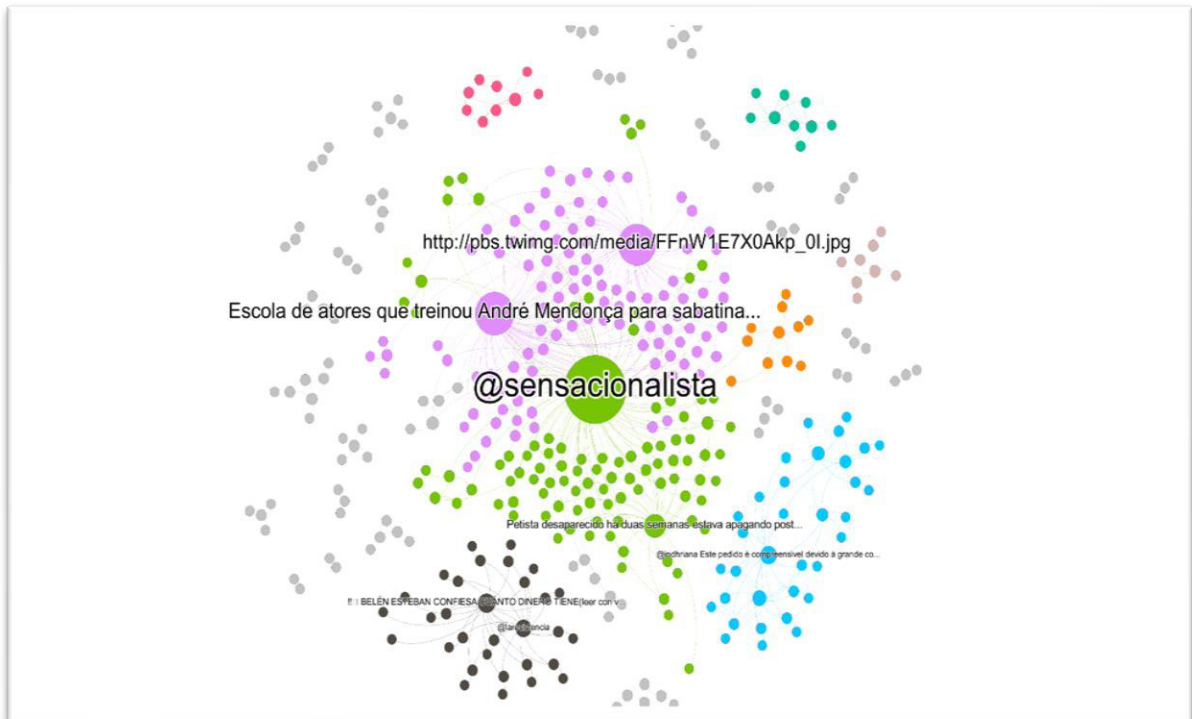 http://pbs.twimg.com/media/FFnW1E7X0Akp_0I.jpg
Escola de atores que treinou André Mendonça para sabatina...
@sensacionalista
Petista desaparecido há duas semanas estava apagando post...
Este pedido é compreensivel devido à grande co...
BELÉN ESTEBAN CONFIESA CUANTO DINERO TIENE(leer con v...